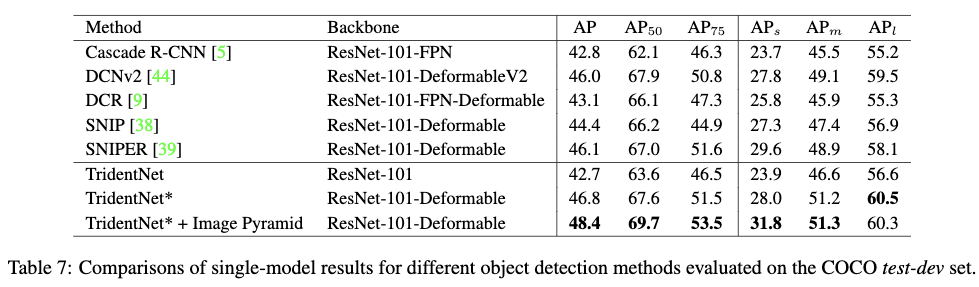 Method Backbone AP AP50 AP75 APs APm APl
Cascade R-CNN [5] ResNet-101-FPN 42.8 62.1 46.3 23.7 45.5 55.2
DCNv2 [44] ResNet-101-DeformableV2 46.0 67.9 50.8 27.8 49.1 59.5
DCR [9] ResNet-101-FPN-Deformable 43.1 66.1 47.3 25.8 45.9 55.3
SNIP [38] ResNet-101-Deformable 44.4 66.2 44.9 27.3 47.4 56.9
SNIPER [39] ResNet-101-Deformable 46.1 67.0 51.6 29.6 48.9 58.1
TridentNet ResNet-101 42.7 63.6 46.5 23.9 46.6 56.6
TridentNet* ResNet-101-Deformable 46.8 67.6 51.5 28.0 51.2 60.5
TridentNet* + Image Pyramid ResNet-101-Deformable 48.4 69.7 53.5 31.8 51.3 60.3
Table 7: Comparisons of single-model results for different object detection methods evaluated on the COCO test-dev set.